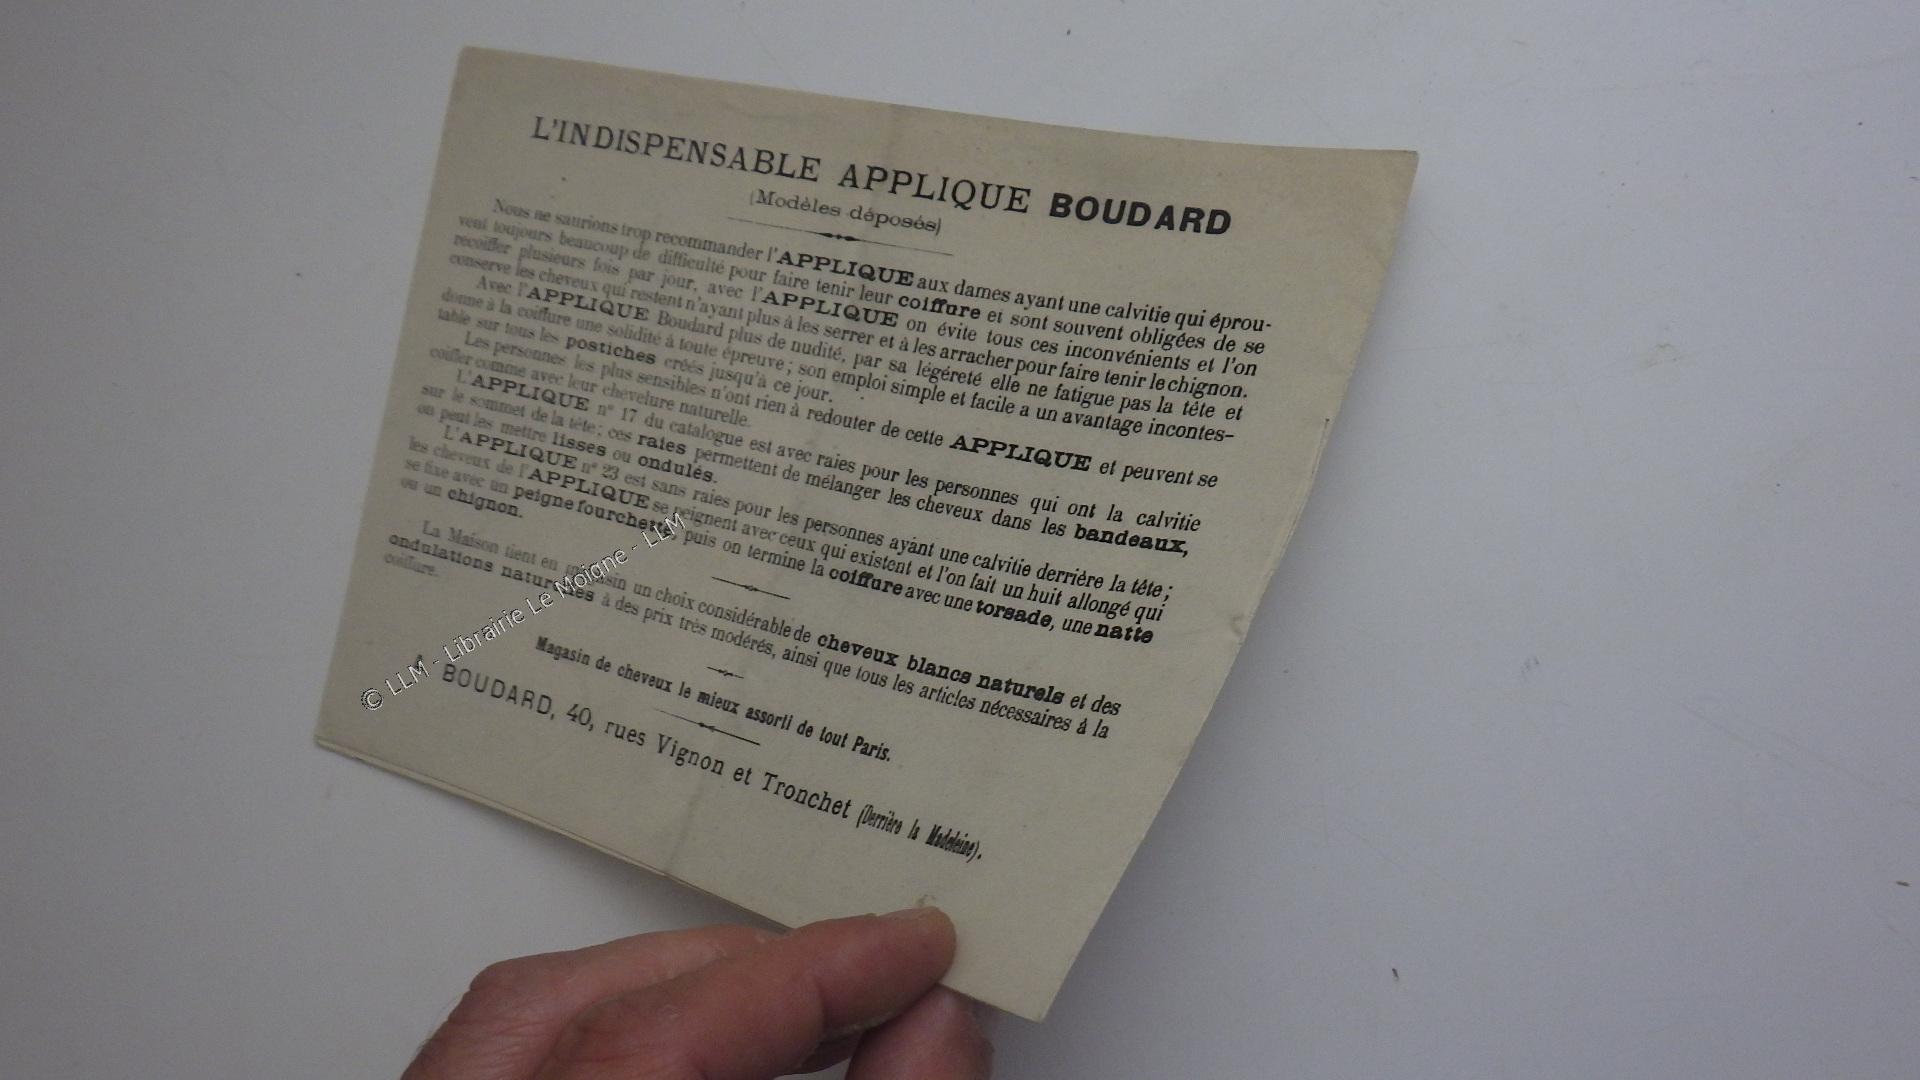 L'INDISPENSABLE APPLIQUE BOUDARD
(Modèles déposés)
Nous ne saurions trop recommander l'APPLIQUE aux dames ayant une calvitie qui éprou-
vent toujours beaucoup de difficulté pour faire tenir leur coiffure et sont souvent obligées de se
recoiffer plusieurs fois par jour, avec l'APPLIQUE on évite tous ces inconvénients et l'on
conserve les cheveux qui restent n'ayant plus à les serrer et à les arracher pour faire tenir le chignon.
Avec l'APPLIQUE Boudard plus de nudité, par sa légéreté elle ne fatigue pas la tête et
donne à la coiffure une solidité à toute épreuve; son emploi simple et facile a un avantage incontes-
table sur tous les postiches créés jusqu'à ce jour.
Les personnes les plus sensibles n'ont rien à redouter de cette APPLIQUE et peuvent se
coiffer comme avec leur chevelure naturelle.
L'APPLIQUE n° 17 du catalogue est avec raies pour les personnes qui ont la calvitie
sur le sommet de la tête; ces raies permettent de mélanger les cheveux dans les bandeaux,
on peut les mettre lisses ou ondulés.
L'APPLIQUE n° 23 est sans raies pour les personnes ayant une calvitie derrière la tête;
les cheveux de l'APPLIQUE se peignent avec ceux qui existent et l'on fait un huit allongé qui
se fixe avec un peigne fourchette, puis on termine la coiffure avec une torsade, une natte
ou un chignon.
La Maison tient en magasin un choix considérable de cheveux blancs naturels et des
ondulations naturelles à des prix très modérés, ainsi que tous les articles nécessaires à la
coiffure.
Magasin de cheveux le mieux assorti de tout Paris.
A. BOUDARD, 40, rues Vignon et Tronchet (Derrière la Madeleine).
© LLM - Librairie Le Moigne - LLM